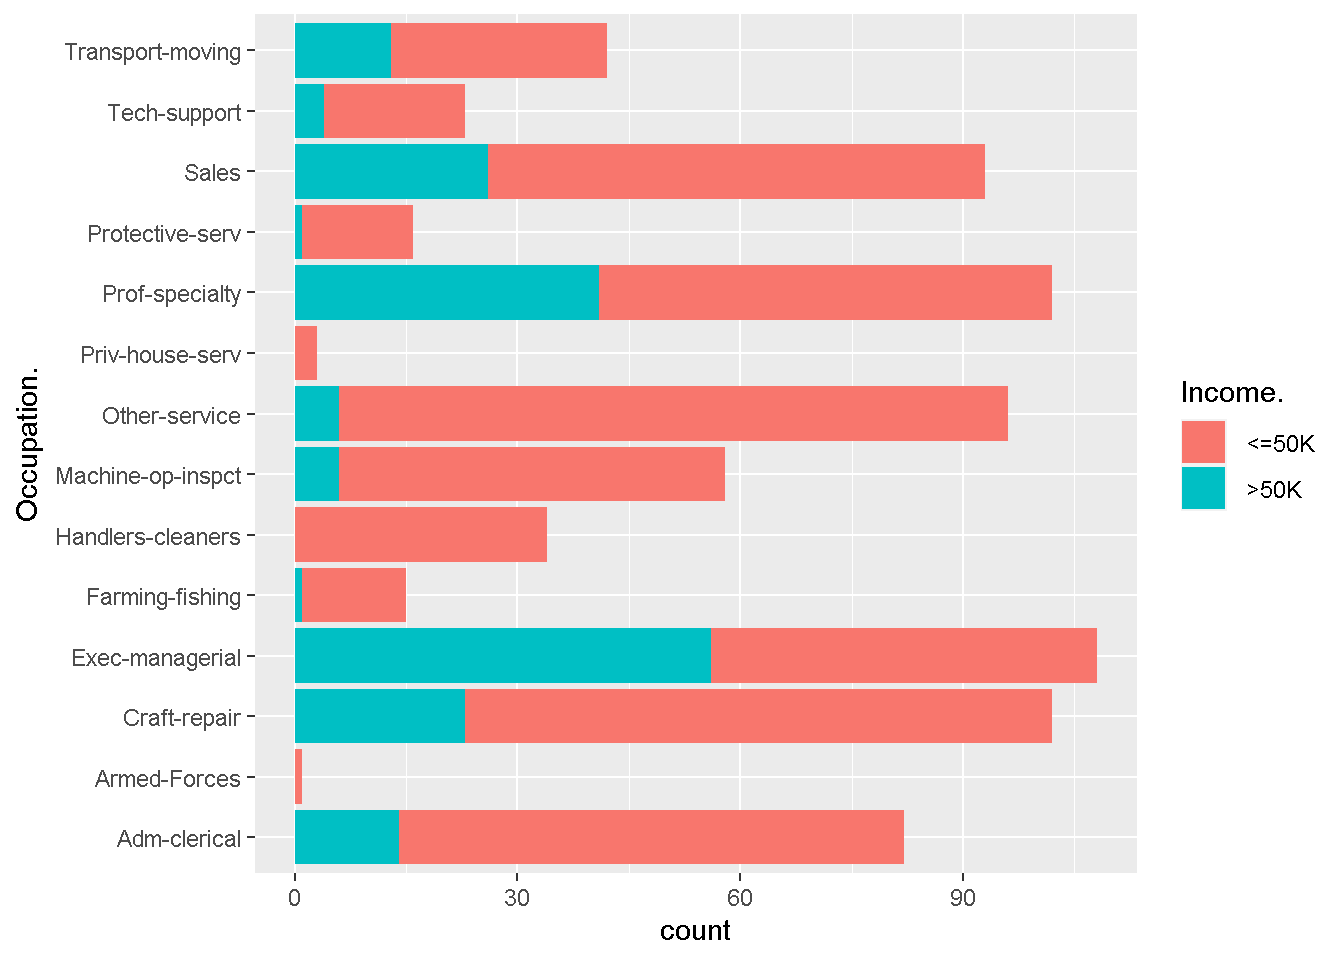 Transport-moving
Tech-support
Sales
Protective-serv
Prof-specialty
Priv-house-serv
Other-service
Machine-op-inspct
Handlers-cleaners
Farming-fishing
Exec-managerial
Craft-repair
Armed-Forces
Adm-clerical
Occupation.
0 30 60 90
count
Income.
<=50K
>50K